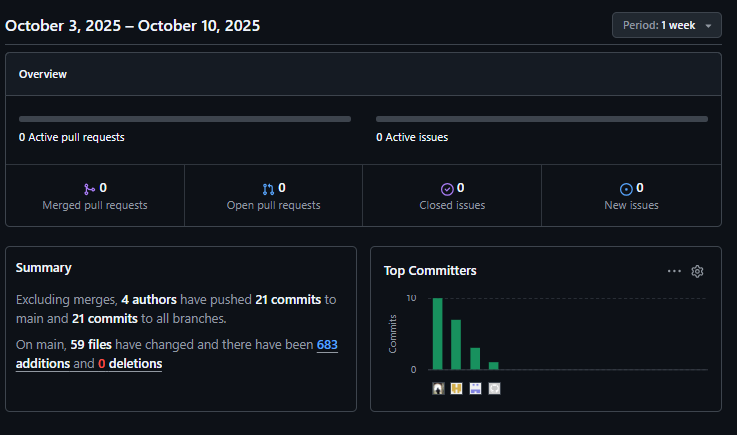 October 3, 2025 – October 10, 2025
Period: 1 week
Overview
0 Active pull requests
0 Active issues
0
Merged pull requests
0
Open pull requests
0
Closed issues
0
New issues
Summary
Excluding merges, 4 authors have pushed 21 commits to
main and 21 commits to all branches.
On main, 59 files have changed and there have been 683
additions and 0 deletions
Top Committers
10
Commits
0